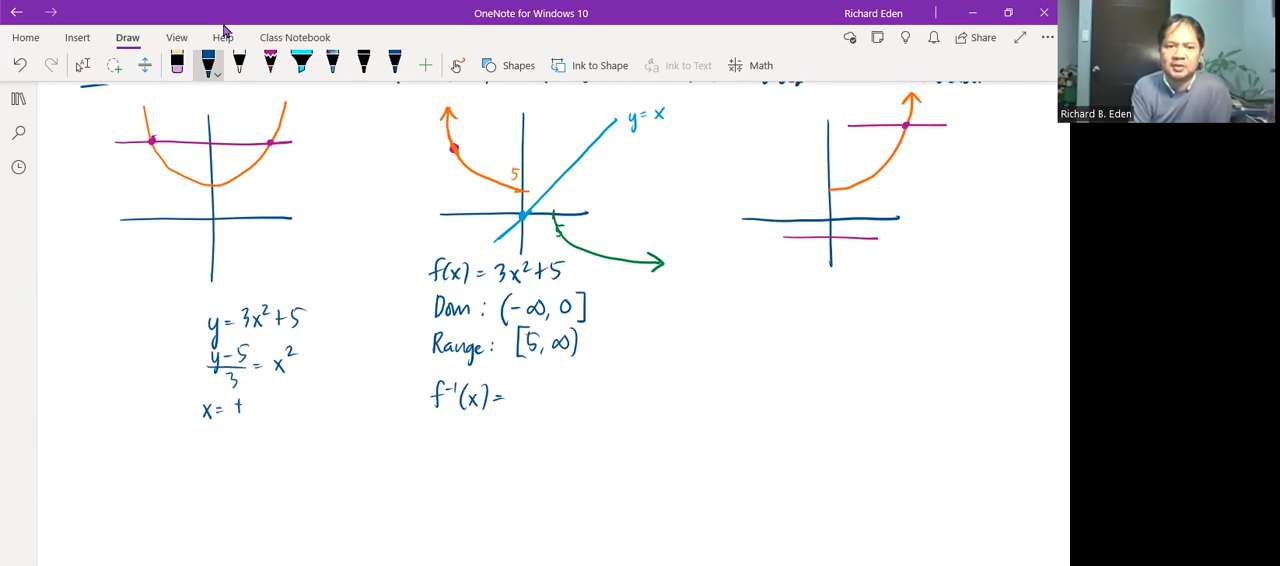 OneNote for Windows 10
Richard Eden
Home Insert Draw View Help Class Notebook
Share
Shapes
Ink to Shape
Ink to Text
Math
Richard B. Eden
y = x
5
5
f(x) = 3x² + 5
Dom : (-∞, 0]
Range : [5, ∞)
f⁻¹(x) =
y = 3x² + 5
y - 5
3
= x²
x = +